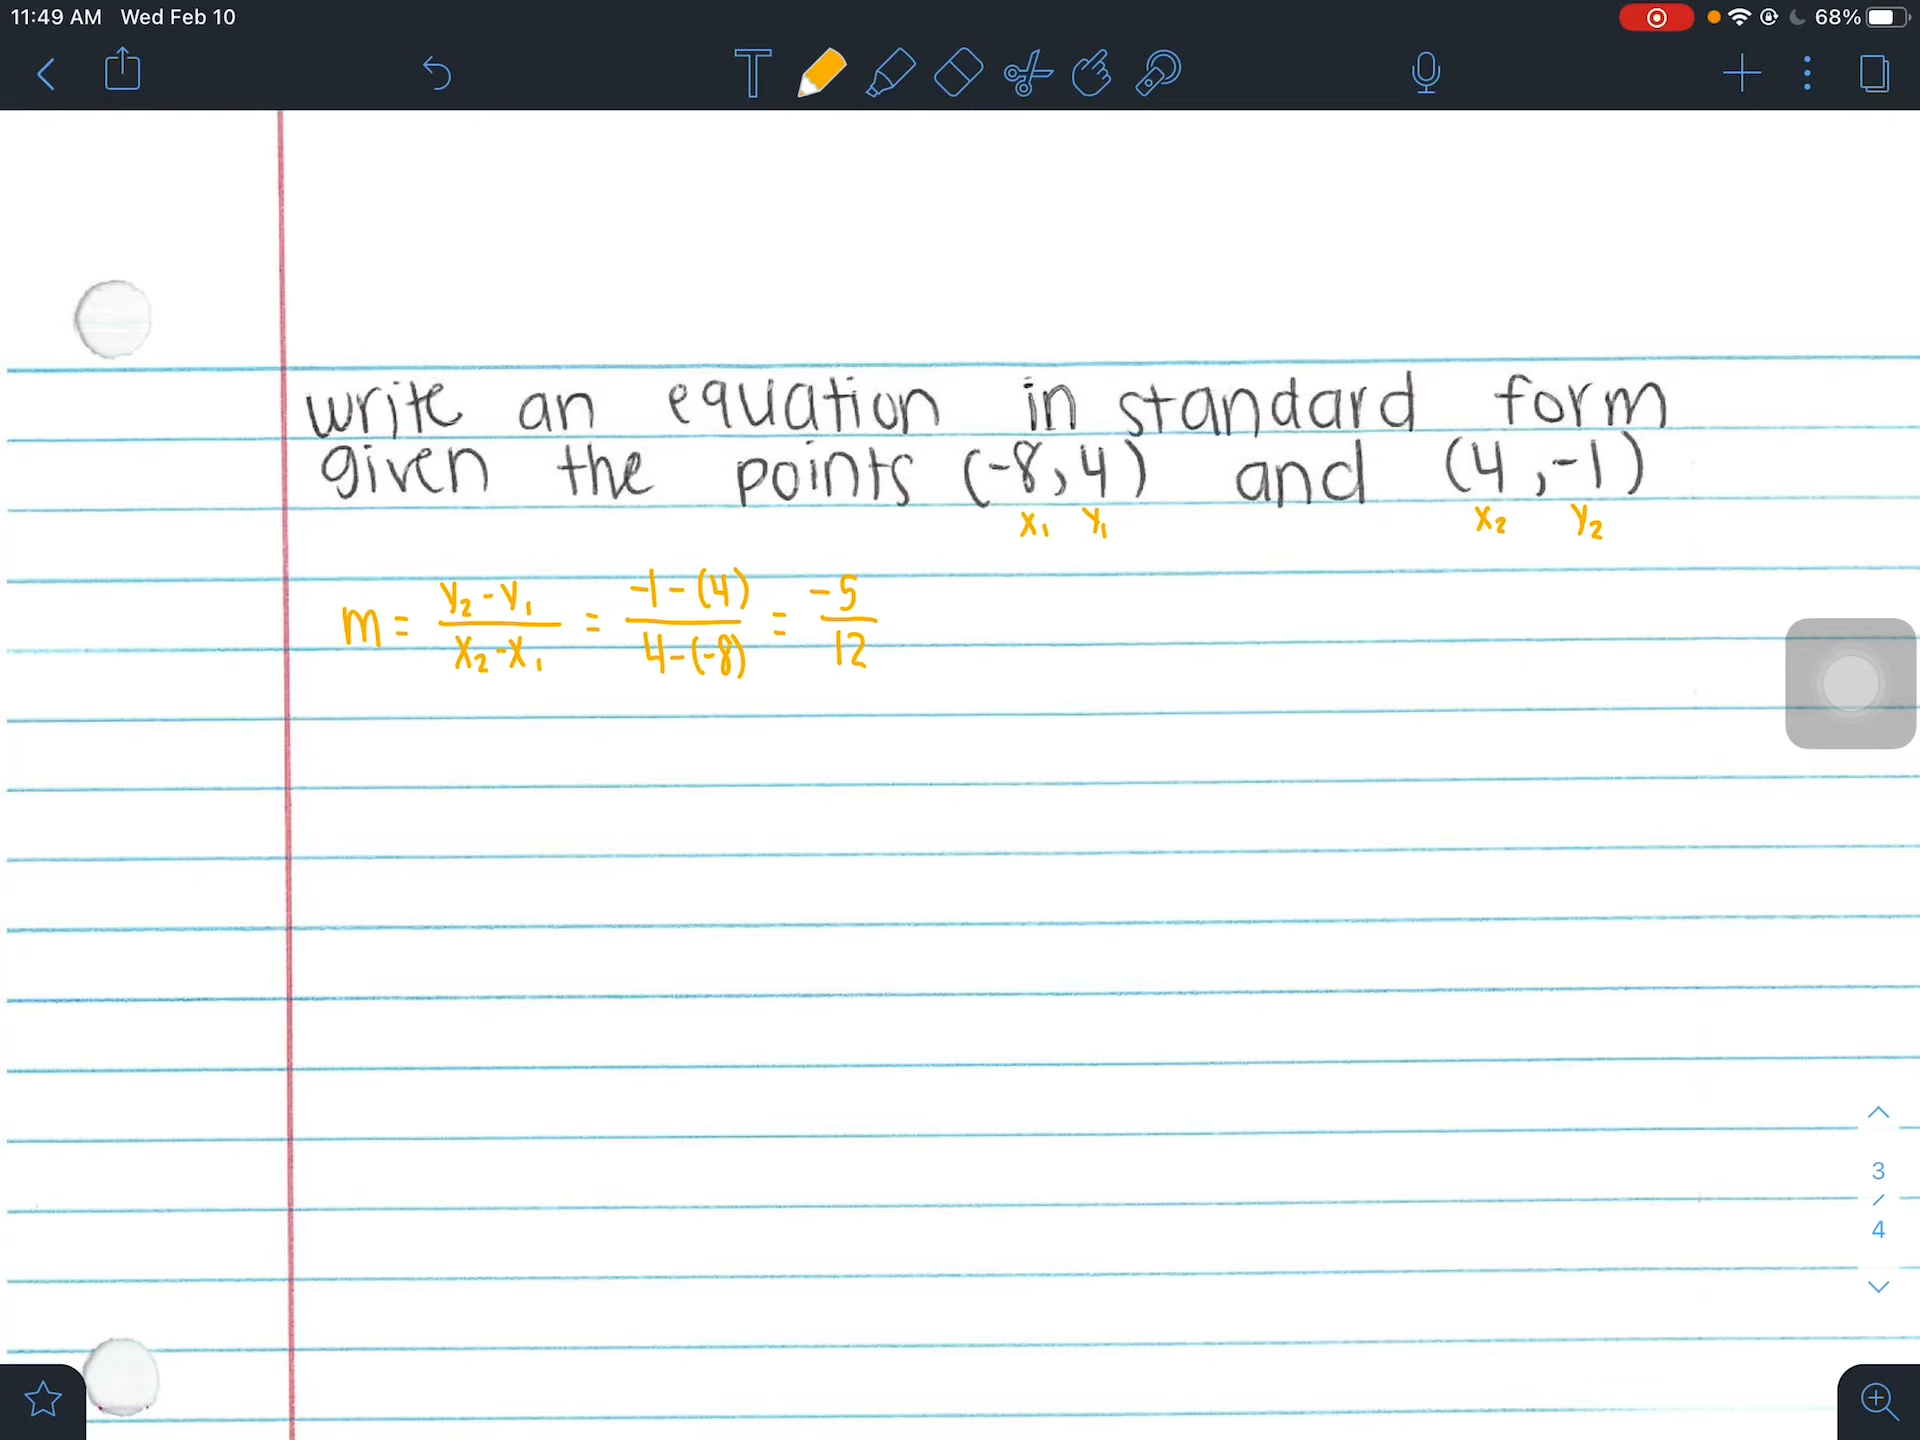 11:49 AM Wed Feb 10 68%
T
write an equation in standard form
given the points (-8,4) and (4,-1)
x₁ y₁ x₂ y₂
m = y₂-y₁/x₂-x₁ = -1-(4)/4-(-8) = -5/12
3
/
4